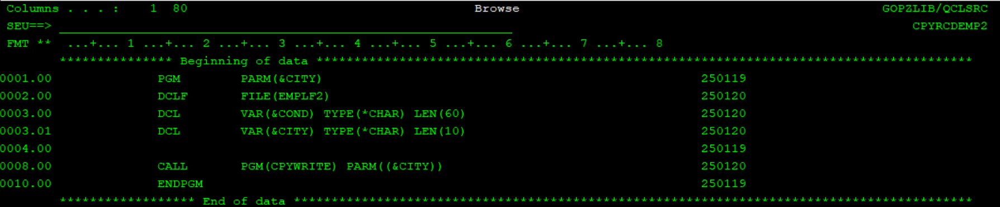 Columns . . . :    1  80                                      Browse                                                GOPZLIB/QCLSRC
SEU==> ____________________________________________________________ CPYRCDEMP2
FMT **  ...+... 1 ...+... 2 ...+... 3 ...+... 4 ...+... 5 ...+... 6 ...+... 7 ...+... 8
*************** Beginning of data ***************************************************************************************
0001.00              PGM        PARM(&CITY)                                                  250119
0002.00              DCLF       FILE(EMPLF2)                                                 250120
0003.00              DCL        VAR(&COND) TYPE(*CHAR) LEN(60)                               250120
0003.01              DCL        VAR(&CITY) TYPE(*CHAR) LEN(10)                               250120
0004.00                                                                                      250119
0008.00              CALL       PGM(CPYWRITE) PARM((&CITY))                                  250120
0010.00              ENDPGM                                                                  250119
****************** End of data ******************************************************************************************